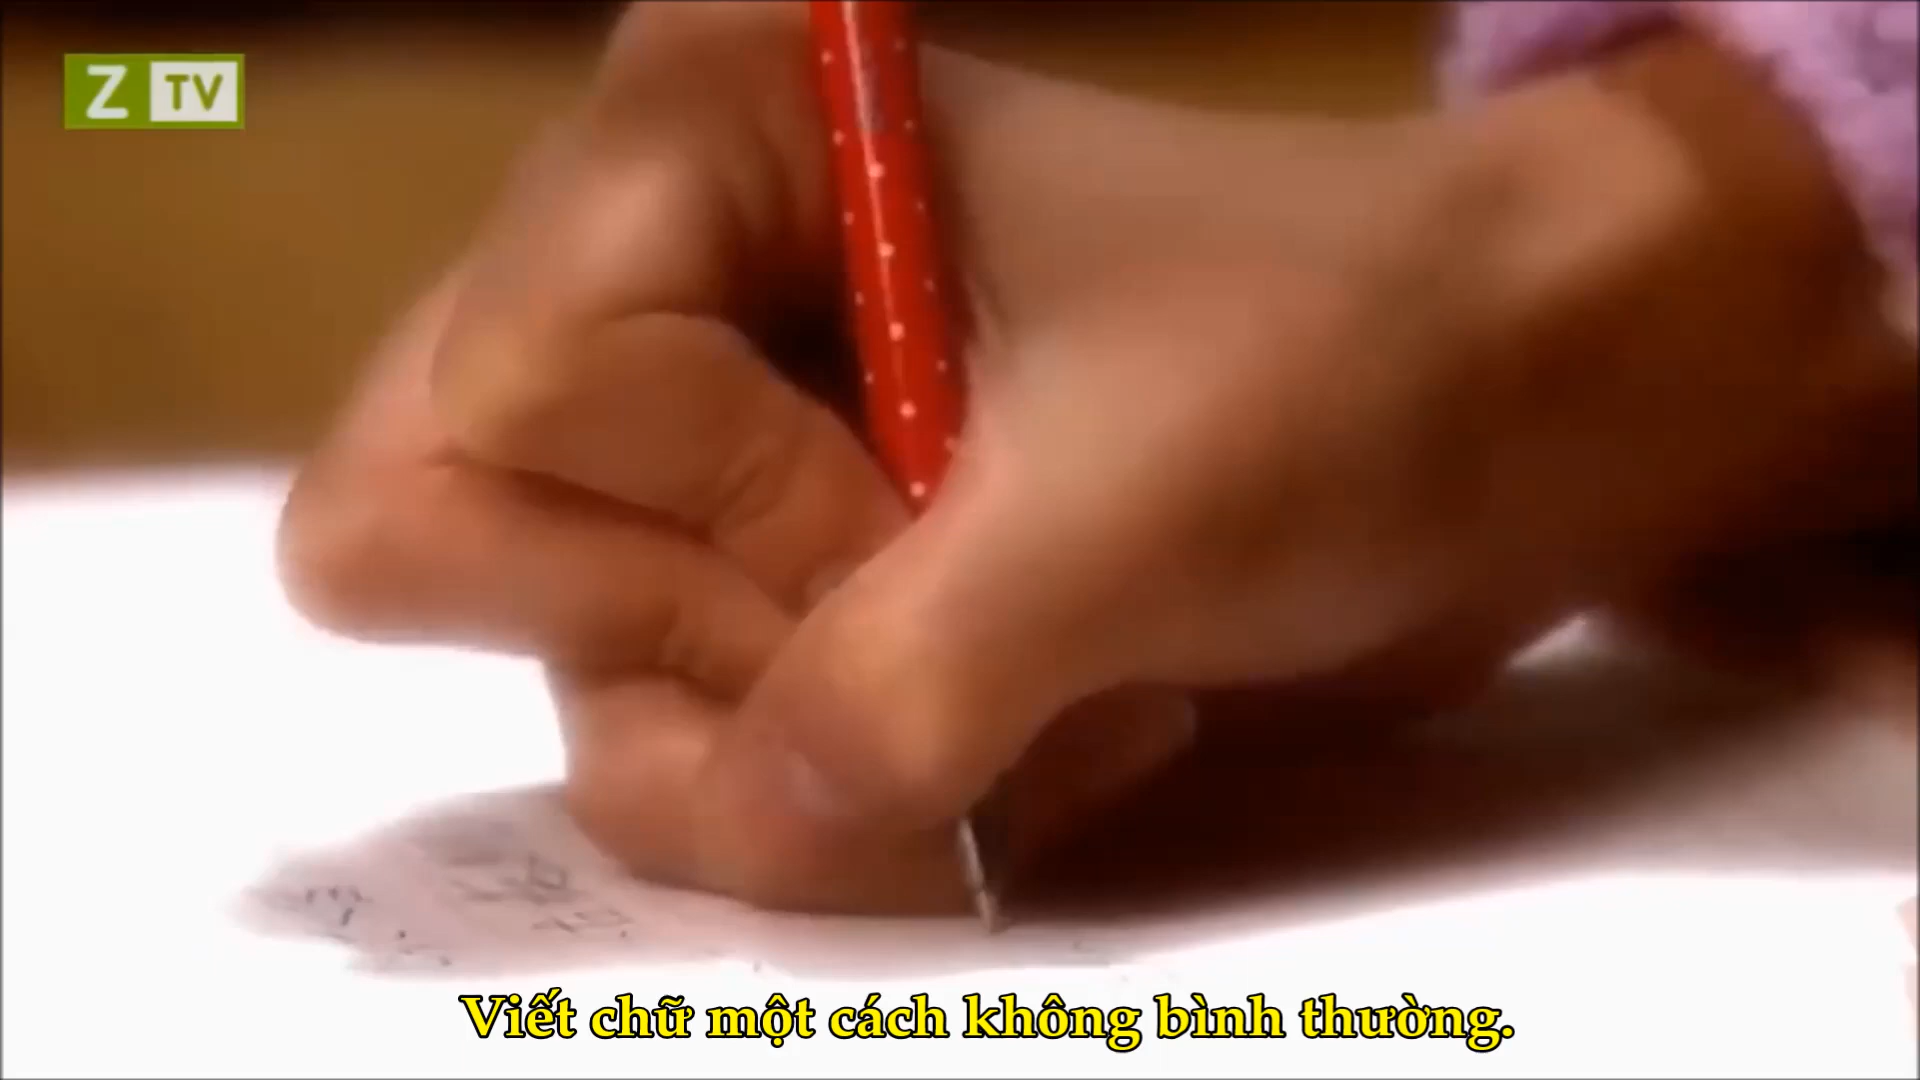 Z TV
Viết chữ một cách không bình thường.